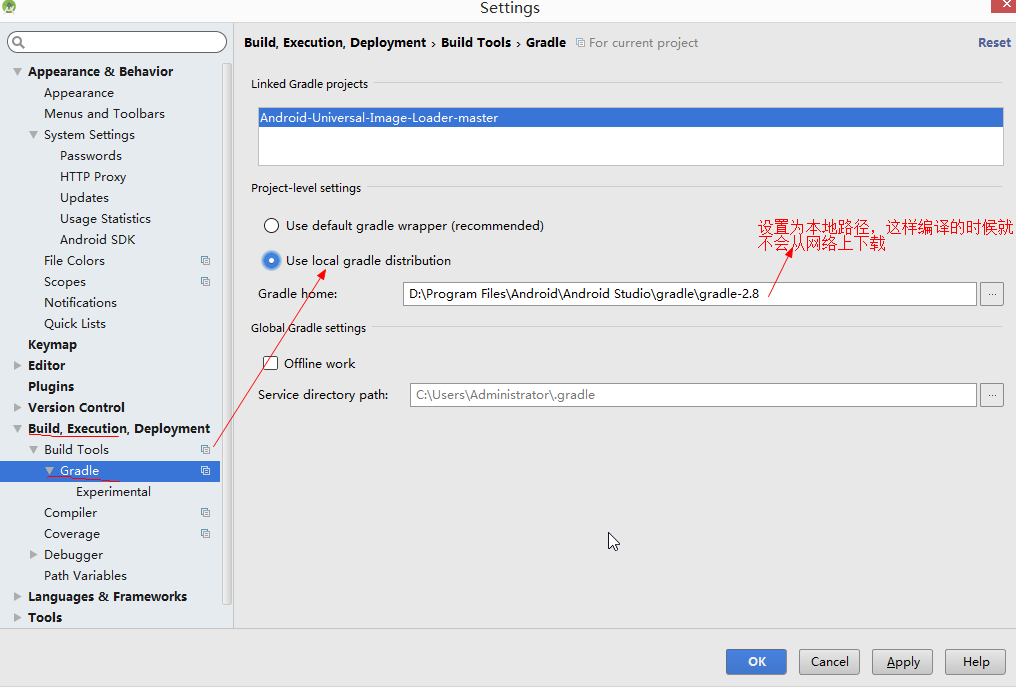 Settings
Build, Execution, Deployment › Build Tools › Gradle For current project Reset
Appearance & Behavior
Appearance
Menus and Toolbars
System Settings
Passwords
HTTP Proxy
Updates
Usage Statistics
Android SDK
File Colors
Scopes
Notifications
Quick Lists
Keymap
Editor
Plugins
Version Control
Build, Execution, Deployment
Build Tools
Gradle
Experimental
Compiler
Coverage
Debugger
Path Variables
Languages & Frameworks
Tools
Linked Gradle projects
Android-Universal-Image-Loader-master
Project-level settings
Use default gradle wrapper (recommended)
设置为本地路径，这样编译的时候就
不会从网络上下载
Use local gradle distribution
Gradle home: D:\Program Files\Android\Android Studio\gradle\gradle-2.8 ...
Global Gradle settings
Offline work
Service directory path: C:\Users\Administrator\.gradle ...
OK Cancel Apply Help